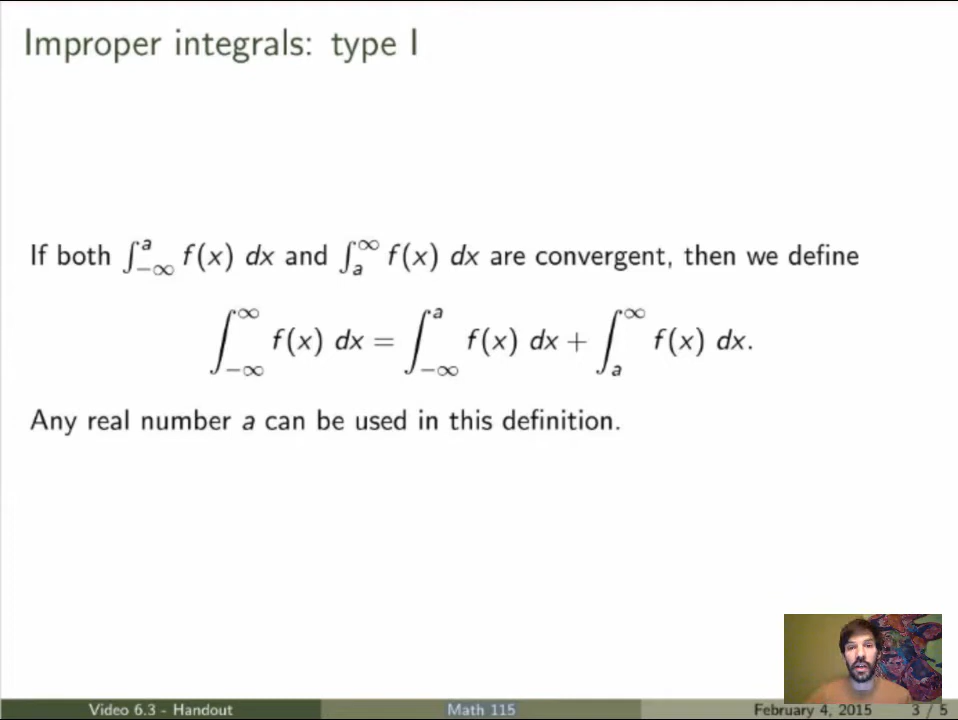 Improper integrals: type I
If both ∫_{-∞}^{a} f(x) dx and ∫_{a}^{∞} f(x) dx are convergent, then we define
∫_{-∞}^{∞} f(x) dx = ∫_{-∞}^{a} f(x) dx + ∫_{a}^{∞} f(x) dx.
Any real number a can be used in this definition.
Video 6.3 - Handout Math 115 February 4, 2015 3 / 5